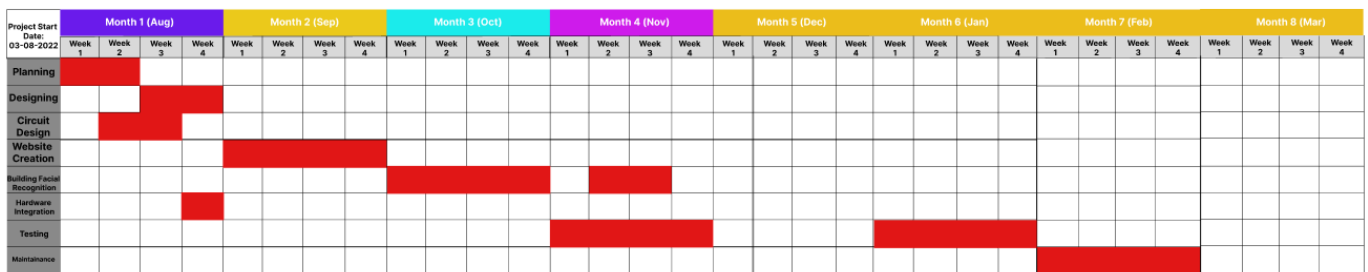 Project Start
Date:
03-08-2022
Month 1 (Aug) Month 2 (Sep) Month 3 (Oct) Month 4 (Nov) Month 5 (Dec) Month 6 (Jan) Month 7 (Feb) Month 8 (Mar)
Week 1 Week 2 Week 3 Week 4 Week 1 Week 2 Week 3 Week 4 Week 1 Week 2 Week 3 Week 4 Week 1 Week 2 Week 3 Week 4 Week 1 Week 2 Week 3 Week 4 Week 1 Week 2 Week 3 Week 4 Week 1 Week 2 Week 3 Week 4 Week 1 Week 2 Week 3 Week 4
Planning
Designing
Circuit
Design
Website
Creation
Building Facial
Recognition
Hardware
Integration
Testing
Maintainance